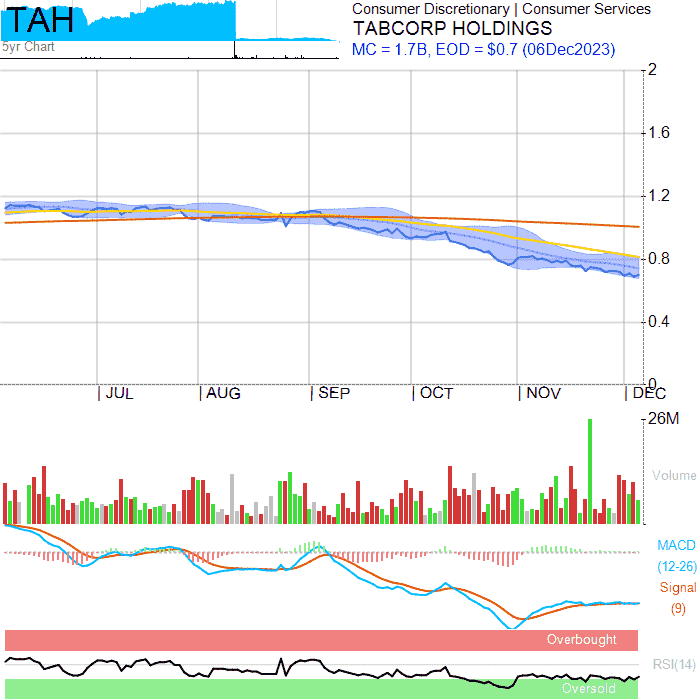 TAH
5yr Chart
Consumer Discretionary | Consumer Services
TABCORP HOLDINGS
MC = 1.7B, EOD = $0.7 (06Dec2023)
2
1.6
1.2
0.8
0.4
0
JUL AUG SEP OCT NOV DEC
26M
Volume
MACD
(12-26)
Signal
(9)
Overbought
RSI(14)
Oversold